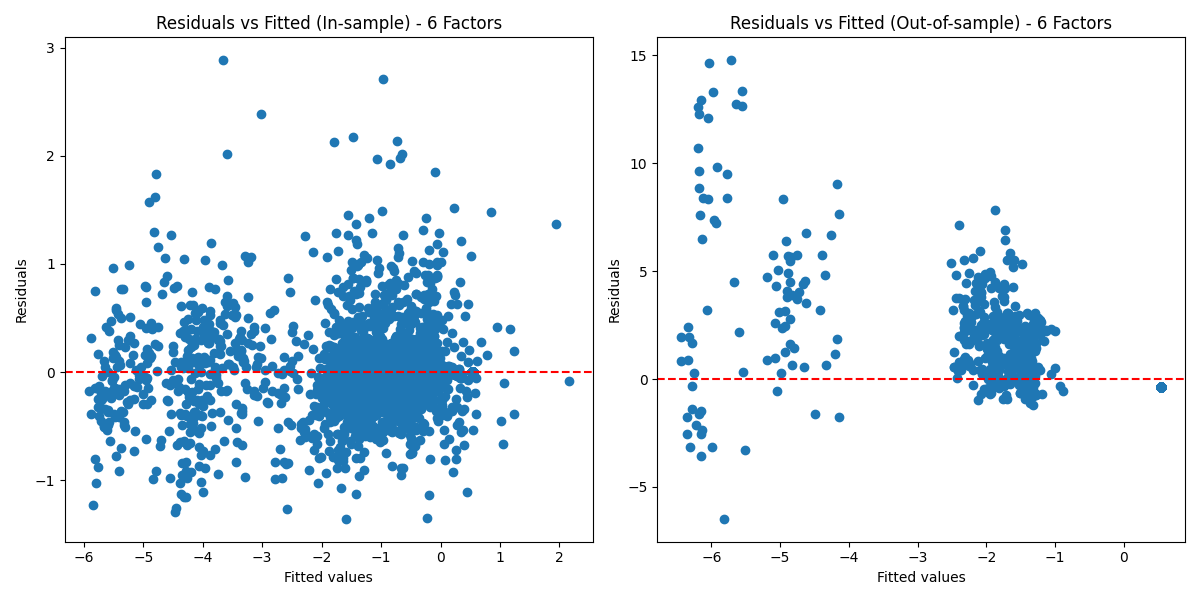 Residuals vs Fitted (In-sample) - 6 Factors
3
2
1
0
−1
Residuals
−6 −5 −4 −3 −2 −1 0 1 2
Fitted values
Residuals vs Fitted (Out-of-sample) - 6 Factors
15
10
5
0
−5
Residuals
−6 −5 −4 −3 −2 −1 0
Fitted values